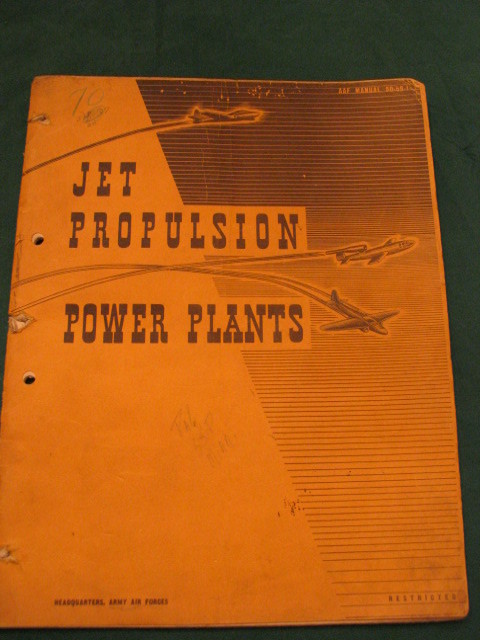 AAF MANUAL
JET
PROPULSION
POWER PLANTS
HEADQUARTERS, ARMY AIR FORCES
RESTRICTED